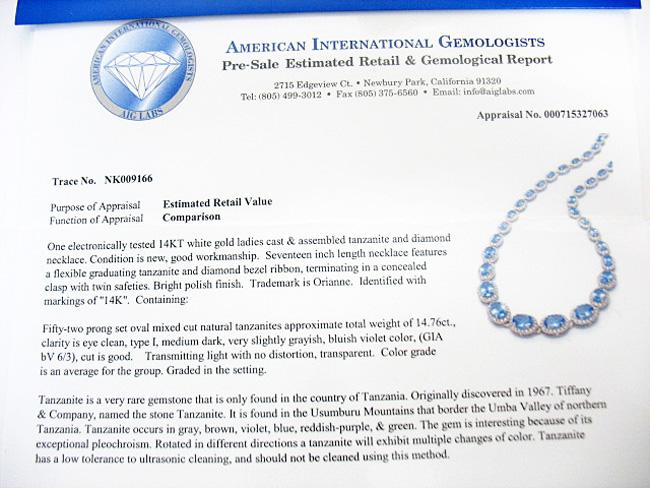 AMERICAN INTERNATIONAL GEMOLOGISTS
AIG LABS
AMERICAN INTERNATIONAL GEMOLOGISTS
Pre-Sale Estimated Retail & Gemological Report
2715 Edgeview Ct. • Newbury Park, California 91320
Tel: (805) 499-3012 • Fax (805) 375-6560 • Email: info@aiglabs.com
Appraisal No. 000715327063
Trace No. NK009166
Purpose of Appraisal Estimated Retail Value
Function of Appraisal Comparison
One electronically tested 14KT white gold ladies cast & assembled tanzanite and diamond
necklace. Condition is new, good workmanship. Seventeen inch length necklace features
a flexible graduating tanzanite and diamond bezel ribbon, terminating in a concealed
clasp with twin safeties. Bright polish finish. Trademark is Orianne. Identified with
markings of "14K". Containing:
Fifty-two prong set oval mixed cut natural tanzanites approximate total weight of 14.76ct.,
clarity is eye clean, type I, medium dark, very slightly grayish, bluish violet color, (GIA
bV 6/3), cut is good. Transmitting light with no distortion, transparent. Color grade
is an average for the group. Graded in the setting.
Tanzanite is a very rare gemstone that is only found in the country of Tanzania. Originally discovered in 1967. Tiffany
& Company, named the stone Tanzanite. It is found in the Usumburu Mountains that border the Umba Valley of northern
Tanzania. Tanzanite occurs in gray, brown, violet, blue, reddish-purple, & green. The gem is interesting because of its
exceptional pleochroism. Rotated in different directions a tanzanite will exhibit multiple changes of color. Tanzanite
has a low tolerance to ultrasonic cleaning, and should not be cleaned using this method.